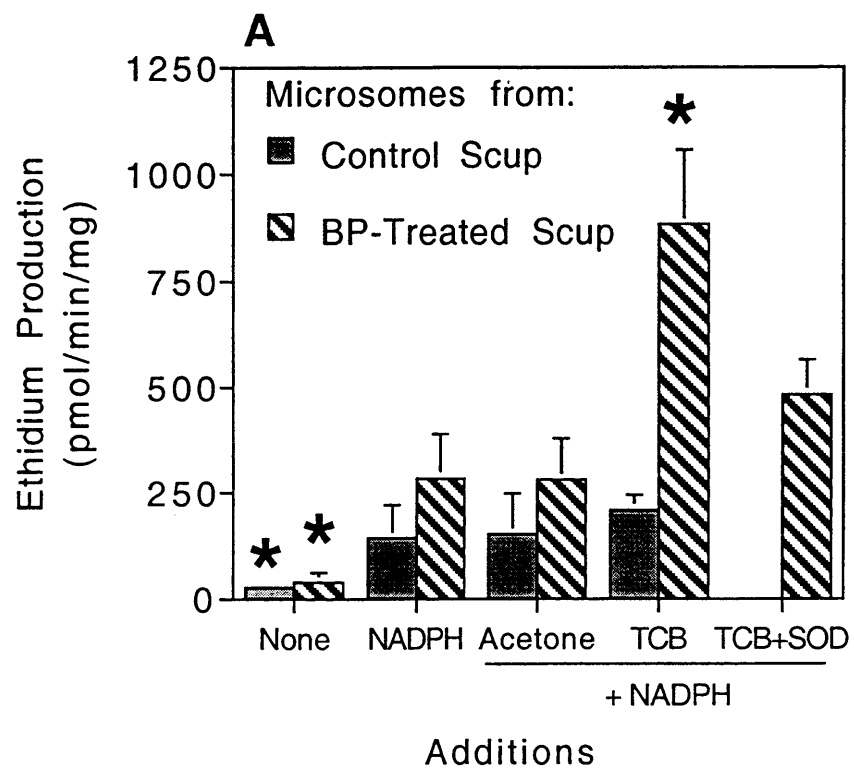 A
Ethidium Production
(pmol/min/mg)
1250
1000
750
500
250
0
Microsomes from:
Control Scup
BP-Treated Scup
*
*
*
None NADPH Acetone TCB TCB+SOD
+ NADPH
Additions